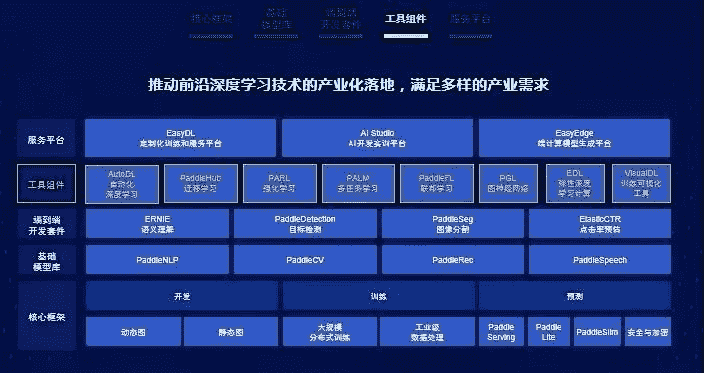 核心框架
基础
模型库
端到端
开发套件
工具组件
服务平台
推动前沿深度学习技术的产业化落地，满足多样的产业需求
服务平台
EasyDL
定制化训练和服务平台
AI Studio
AI开发实训平台
EasyEdge
端计算模型生成平台
工具组件
AutoDL
自动化
深度学习
PaddleHub
迁移学习
PARL
强化学习
PALM
多任务学习
PaddleFL
联邦学习
PGL
图神经网络
EDL
弹性深度
学习计算
VisualDL
训练可视化
工具
端到端
开发套件
ERNIE
语义理解
PaddleDetection
目标检测
PaddleSeg
图像分割
ElasticCTR
点击率预估
基础
模型库
PaddleNLP
PaddleCV
PaddleRec
PaddleSpeech
核心框架
开发
训练
预测
动态图
静态图
大规模
分布式训练
工业级
数据处理
Paddle
Serving
Paddle
Lite
PaddleSlim
安全与加密